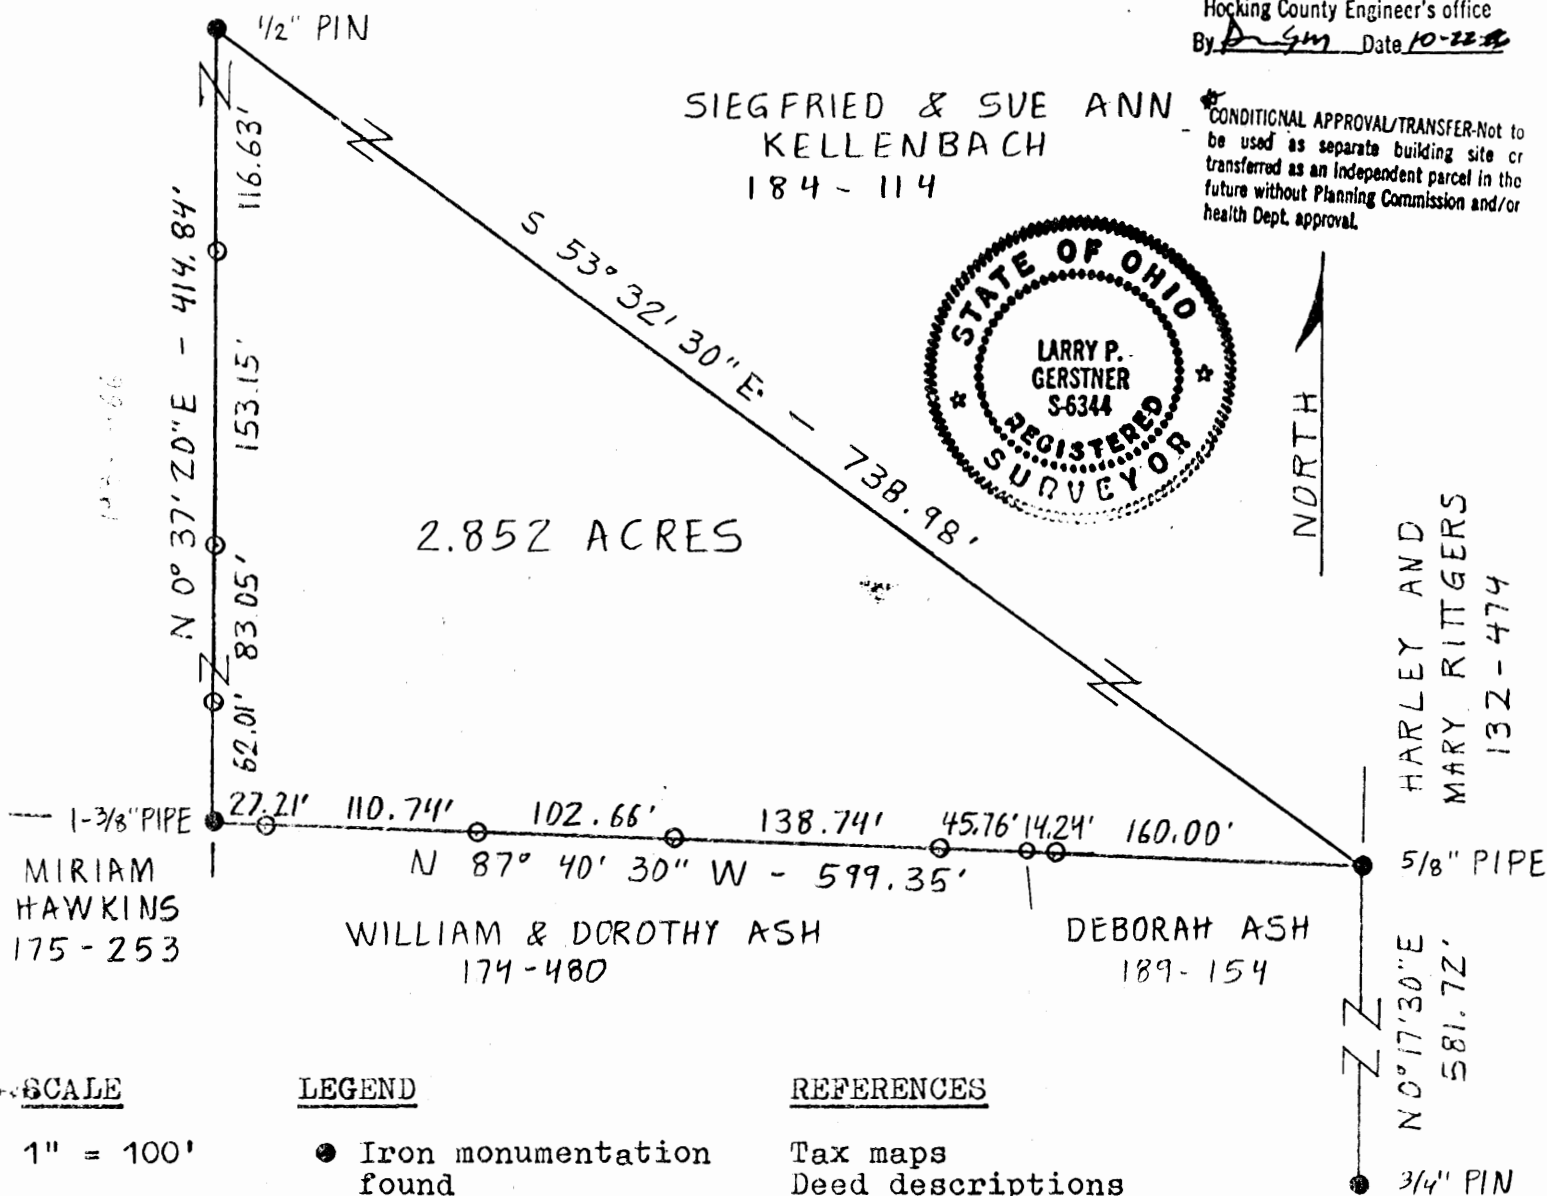 Hocking County Engineer's office
By Date 10-22-
1/2" PIN
SIEGFRIED & SUE ANN
KELLENBACH
184-114
*CONDITIONAL APPROVAL/TRANSFER-Not to
be used as separate building site or
transferred as an independent parcel in the
future without Planning Commission and/or
health Dept. approval.
STATE OF OHIO
LARRY P.
GERSTNER
S-6344
REGISTERED
SURVEYOR
NORTH
N 0° 37' 20" E - 414.84'
116.63'
153.15'
83.05'
62.01'
S 53° 32' 30" E - 738.98'
2.852 ACRES
HARLEY AND
MARY RITTGERS
132-474
1-3/8" PIPE
27.21' 110.74' 102.66' 138.74' 45.76' 14.24' 160.00'
N 87° 40' 30" W - 599.35'
5/8" PIPE
MIRIAM
HAWKINS
175-253
WILLIAM & DOROTHY ASH
174-480
DEBORAH ASH
189-154
N 0° 17' 30" E
581.72'
3/4" PIN
SCALE
1" = 100'
LEGEND
Iron monumentation
found
REFERENCES
Tax maps
Deed descriptions